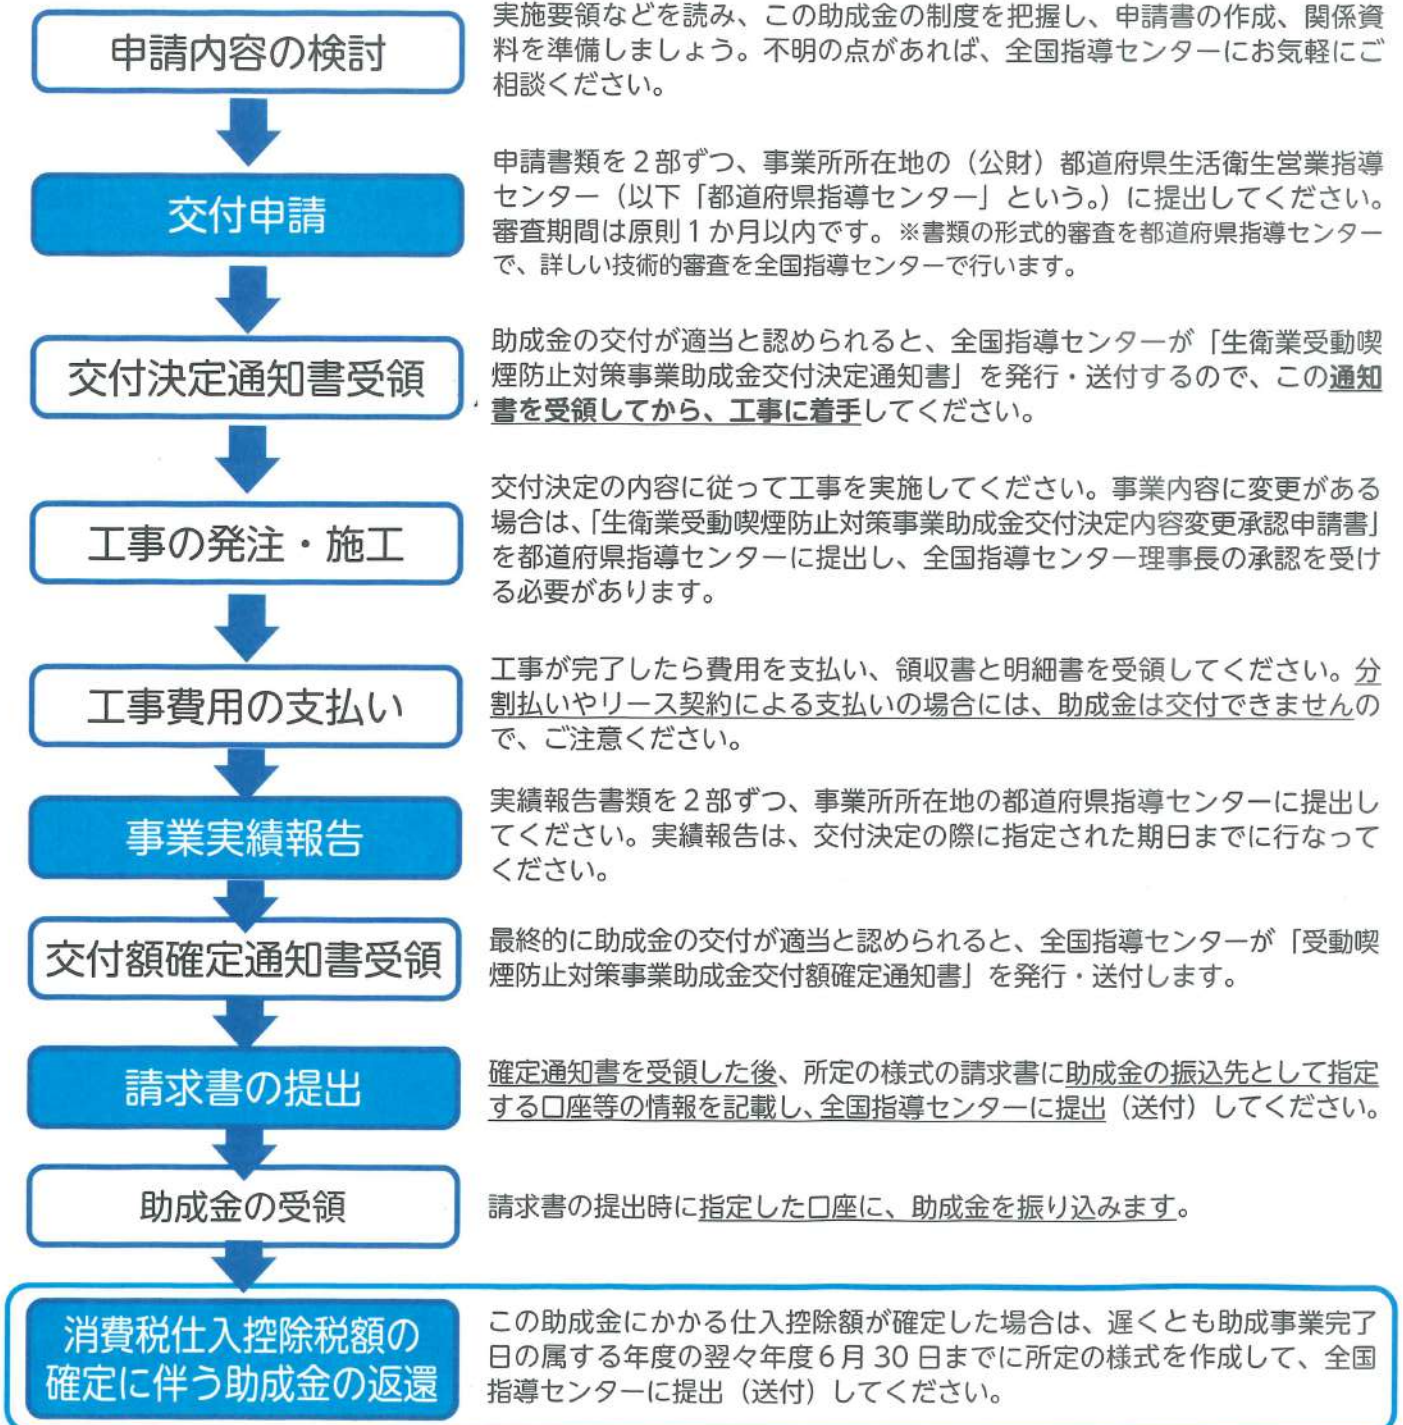 申請内容の検討
実施要領などを読み、この助成金の制度を把握し、申請書の作成、関係資
料を準備しましょう。不明の点があれば、全国指導センターにお気軽にご
相談ください。
交付申請
申請書類を２部ずつ、事業所所在地の（公財）都道府県生活衛生営業指導
センター（以下「都道府県指導センター」という。）に提出してください。
審査期間は原則１か月以内です。※書類の形式的審査を都道府県指導センター
で、詳しい技術的審査を全国指導センターで行います。
交付決定通知書受領
助成金の交付が適当と認められると、全国指導センターが「生衛業受動喫
煙防止対策事業助成金交付決定通知書」を発行・送付するので、この通知
書を受領してから、工事に着手してください。
工事の発注・施工
交付決定の内容に従って工事を実施してください。事業内容に変更がある
場合は、「生衛業受動喫煙防止対策事業助成金交付決定内容変更承認申請書」
を都道府県指導センターに提出し、全国指導センター理事長の承認を受け
る必要があります。
工事費用の支払い
工事が完了したら費用を支払い、領収書と明細書を受領してください。分
割払いやリース契約による支払いの場合には、助成金は交付できませんの
で、ご注意ください。
事業実績報告
実績報告書類を２部ずつ、事業所所在地の都道府県指導センターに提出し
てください。実績報告は、交付決定の際に指定された期日までに行なって
ください。
交付額確定通知書受領
最終的に助成金の交付が適当と認められると、全国指導センターが「受動喫
煙防止対策事業助成金交付額確定通知書」を発行・送付します。
請求書の提出
確定通知書を受領した後、所定の様式の請求書に助成金の振込先として指定
する口座等の情報を記載し、全国指導センターに提出（送付）してください。
助成金の受領
請求書の提出時に指定した口座に、助成金を振り込みます。
消費税仕入控除税額の
確定に伴う助成金の返還
この助成金にかかる仕入控除額が確定した場合は、遅くとも助成事業完了
日の属する年度の翌々年度６月 30 日までに所定の様式を作成して、全国
指導センターに提出（送付）してください。